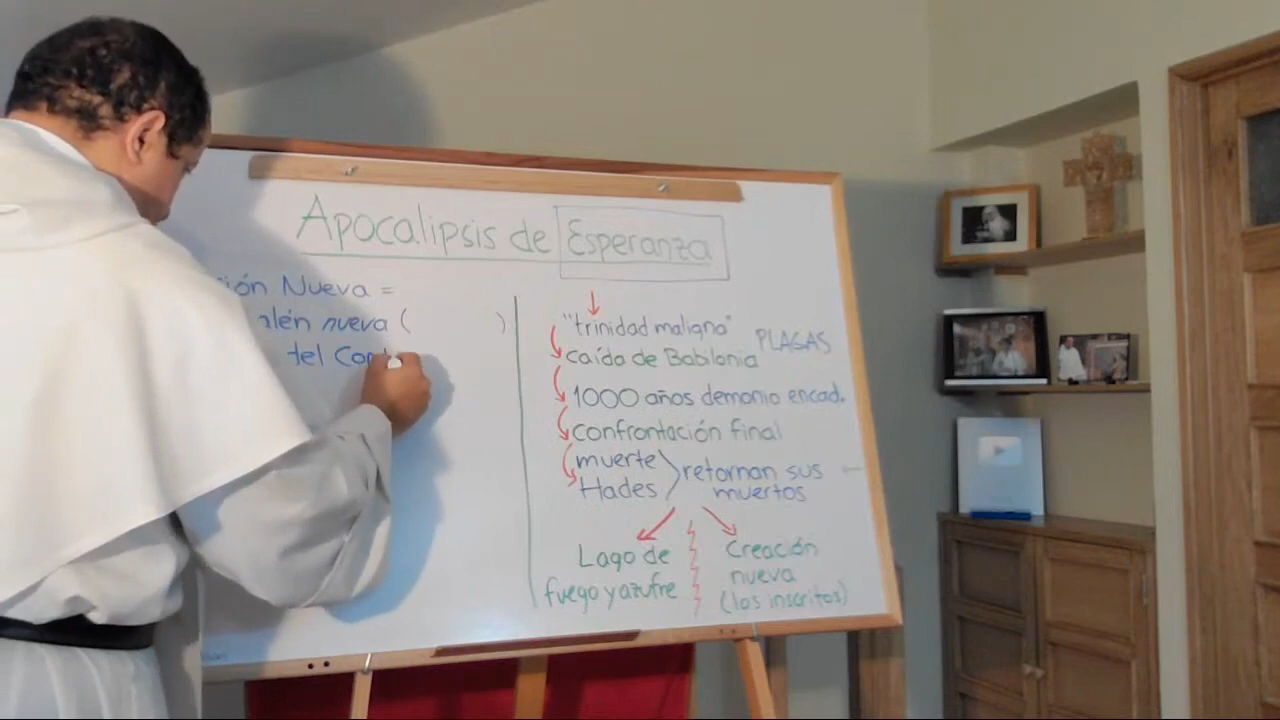 Apocalipsis de Esperanza
ión Nueva =
alén nueva ( )
del
"trinidad maligna"
PLAGAS
caída de Babilonia
1000 años demonio encad.
confrontación final
muerte
Hades
retornan sus
muertos
Lago de
fuego y azufre
Creación
nueva
(los inscritos)